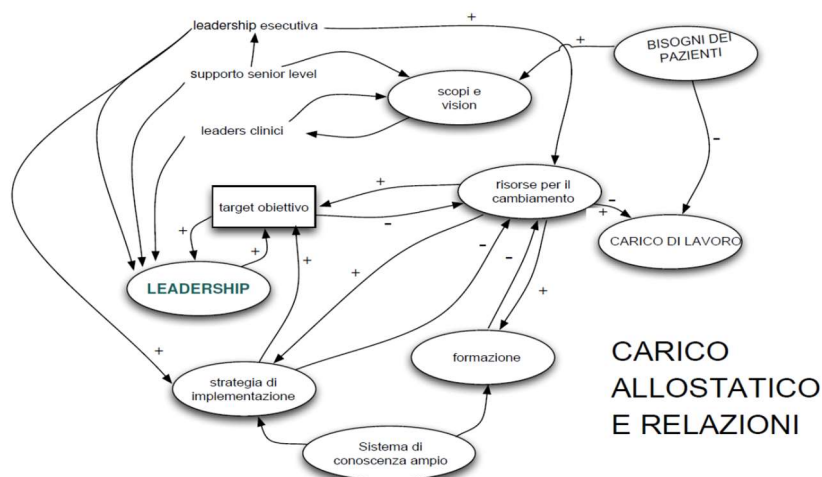 leadership esecutiva
+
+
BISOGNI DEI
PAZIENTI
supporto senior level
scopi e
vision
leaders clinici
-
+
risorse per il
cambiamento
-
+
target obiettivo
-
+
+
CARICO DI LAVORO
LEADERSHIP
+
+
-
-
+
+
formazione
CARICO
ALLOSTATICO
E RELAZIONI
strategia di
implementazione
Sistema di
conoscenza ampio